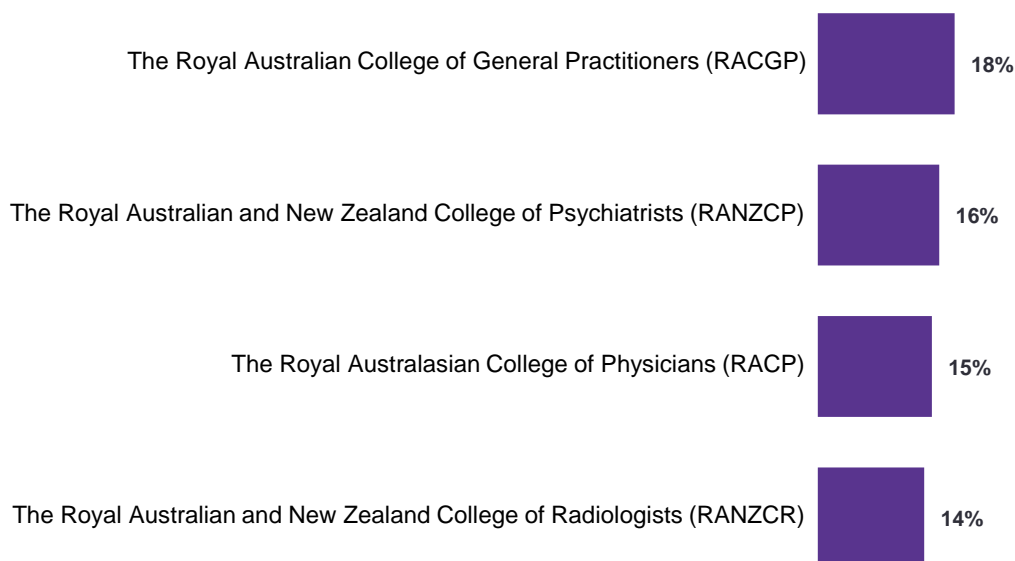 The Royal Australian College of General Practitioners (RACGP) 18%
The Royal Australian and New Zealand College of Psychiatrists (RANZCP) 16%
The Royal Australasian College of Physicians (RACP) 15%
The Royal Australian and New Zealand College of Radiologists (RANZCR) 14%